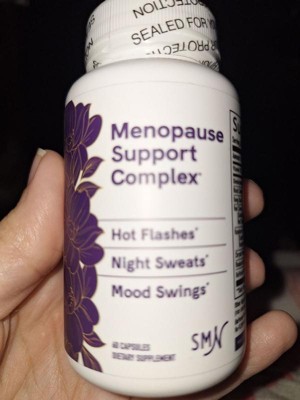 SEALED FOR
Menopause
Support
Complex*
Hot Flashes*
Night Sweats*
Mood Swings*
60 CAPSULES
DIETARY SUPPLEMENT
SMN